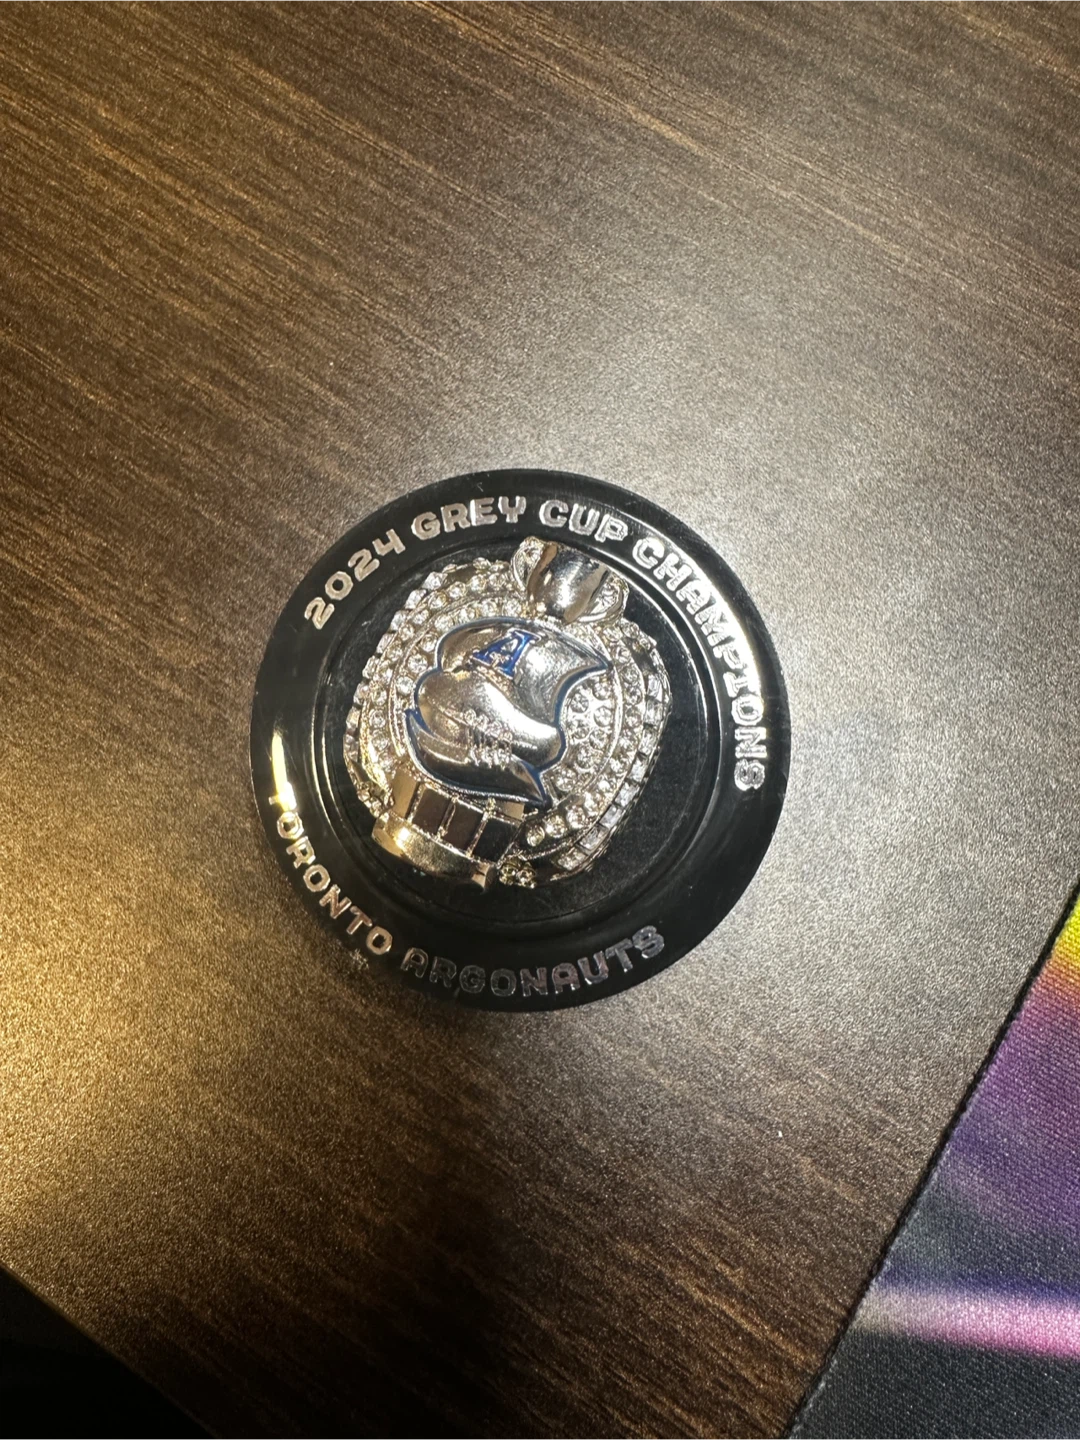 2024 GREY CUP CHAMPIONS
A
TORONTO ARGONAUTS